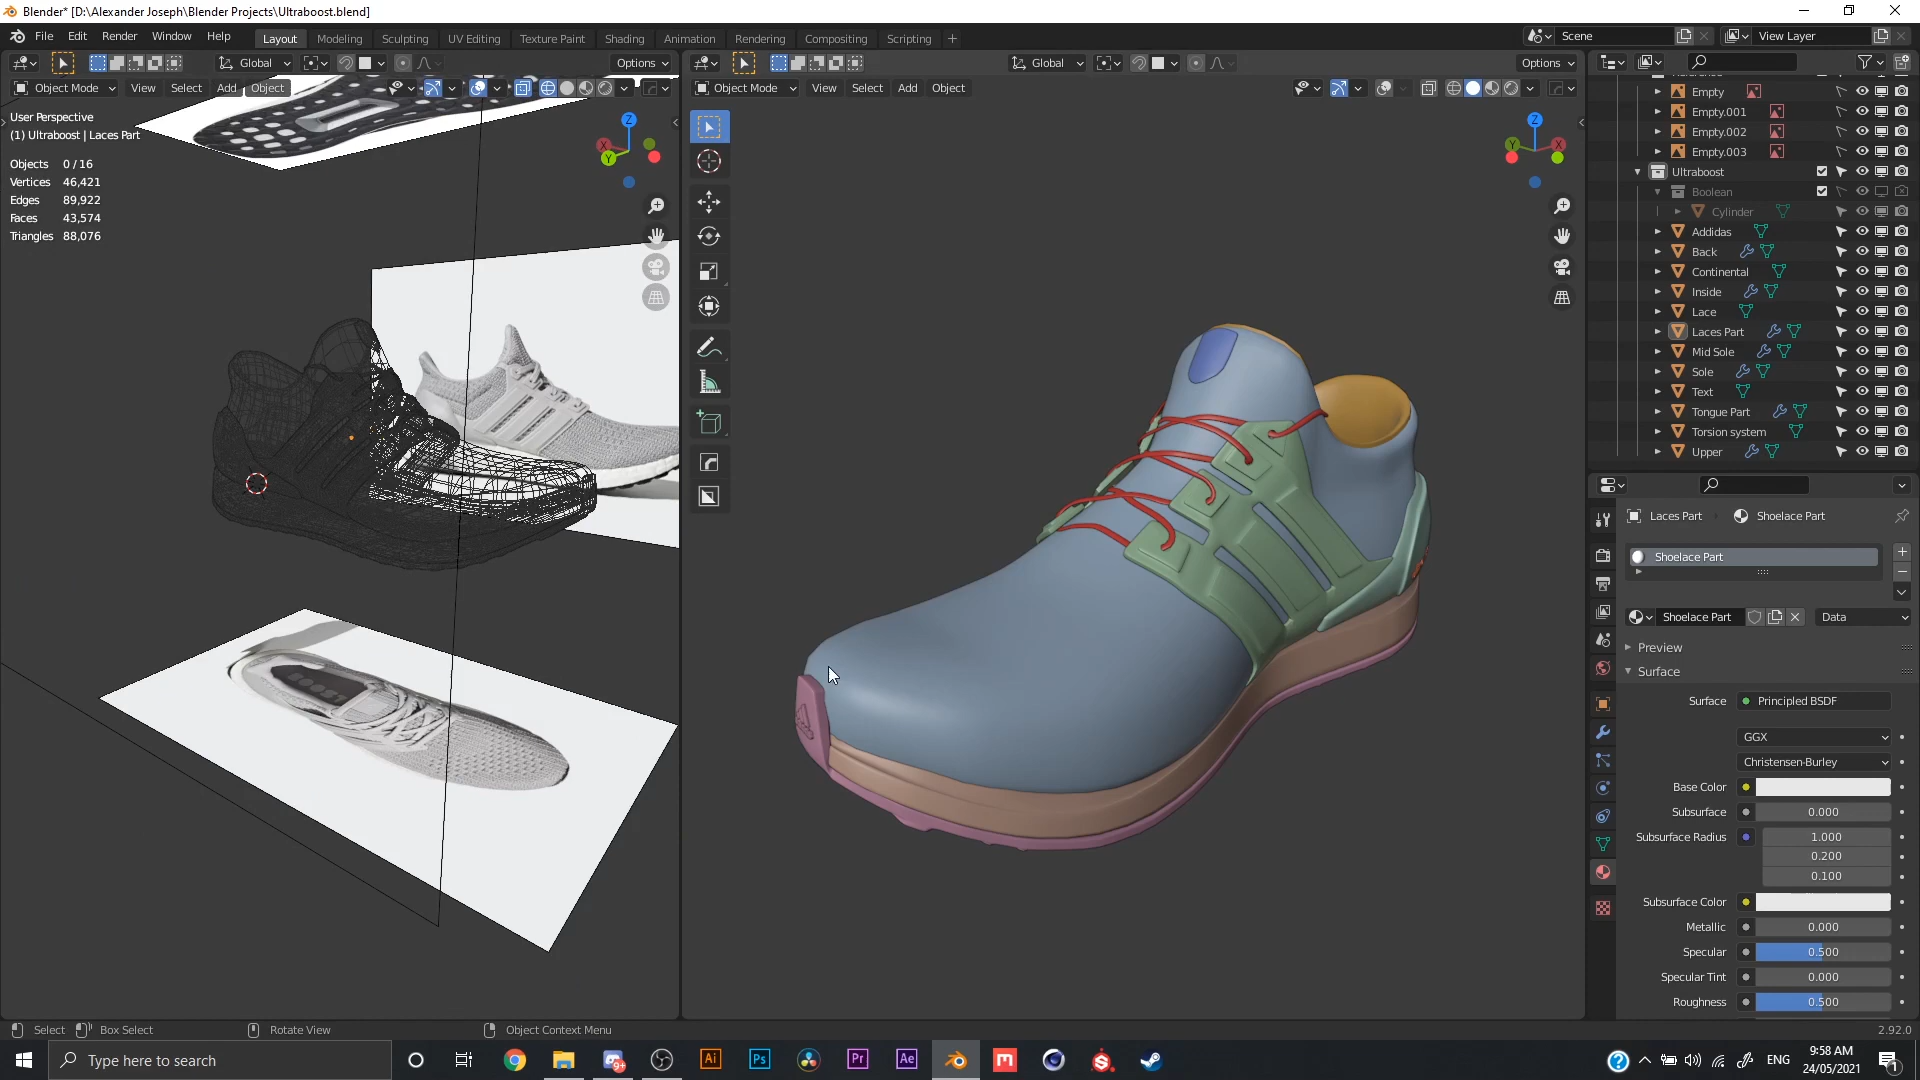 Blender* [D:\Alexander Joseph\Blender Projects\Ultraboost.blend]
File Edit Render Window Help Layout Modeling Sculpting UV Editing Texture Paint Shading Animation Rendering Compositing Scripting + Scene View Layer
Global Options Global Options
Object Mode View Select Add Object Object Mode View Select Add Object
User Perspective
(1) Ultraboost | Laces Part
Objects 0 / 16
Vertices 46,421
Edges 89,922
Faces 43,574
Triangles 88,076
Z
X
Y
Z
Y
X
BOOST
Empty
Empty.001
Empty.002
Empty.003
Ultraboost
Boolean
Cylinder
Addidas
Back
Continental
Inside
Lace
Laces Part
Mid Sole
Sole
Text
Tongue Part
Torsion system
Upper
Laces Part Shoelace Part
Shoelace Part
Shoelace Part Data
Preview
Surface
Surface Principled BSDF
GGX
Christensen-Burley
Base Color
Subsurface 0.000
Subsurface Radius 1.000
0.200
0.100
Subsurface Color
Metallic 0.000
Specular 0.500
Specular Tint 0.000
Roughness 0.500
Select Box Select Rotate View Object Context Menu 2.92.0
Type here to search
9+
Ai Ps Pr Ae
ENG
9:58 AM
24/05/2021
1